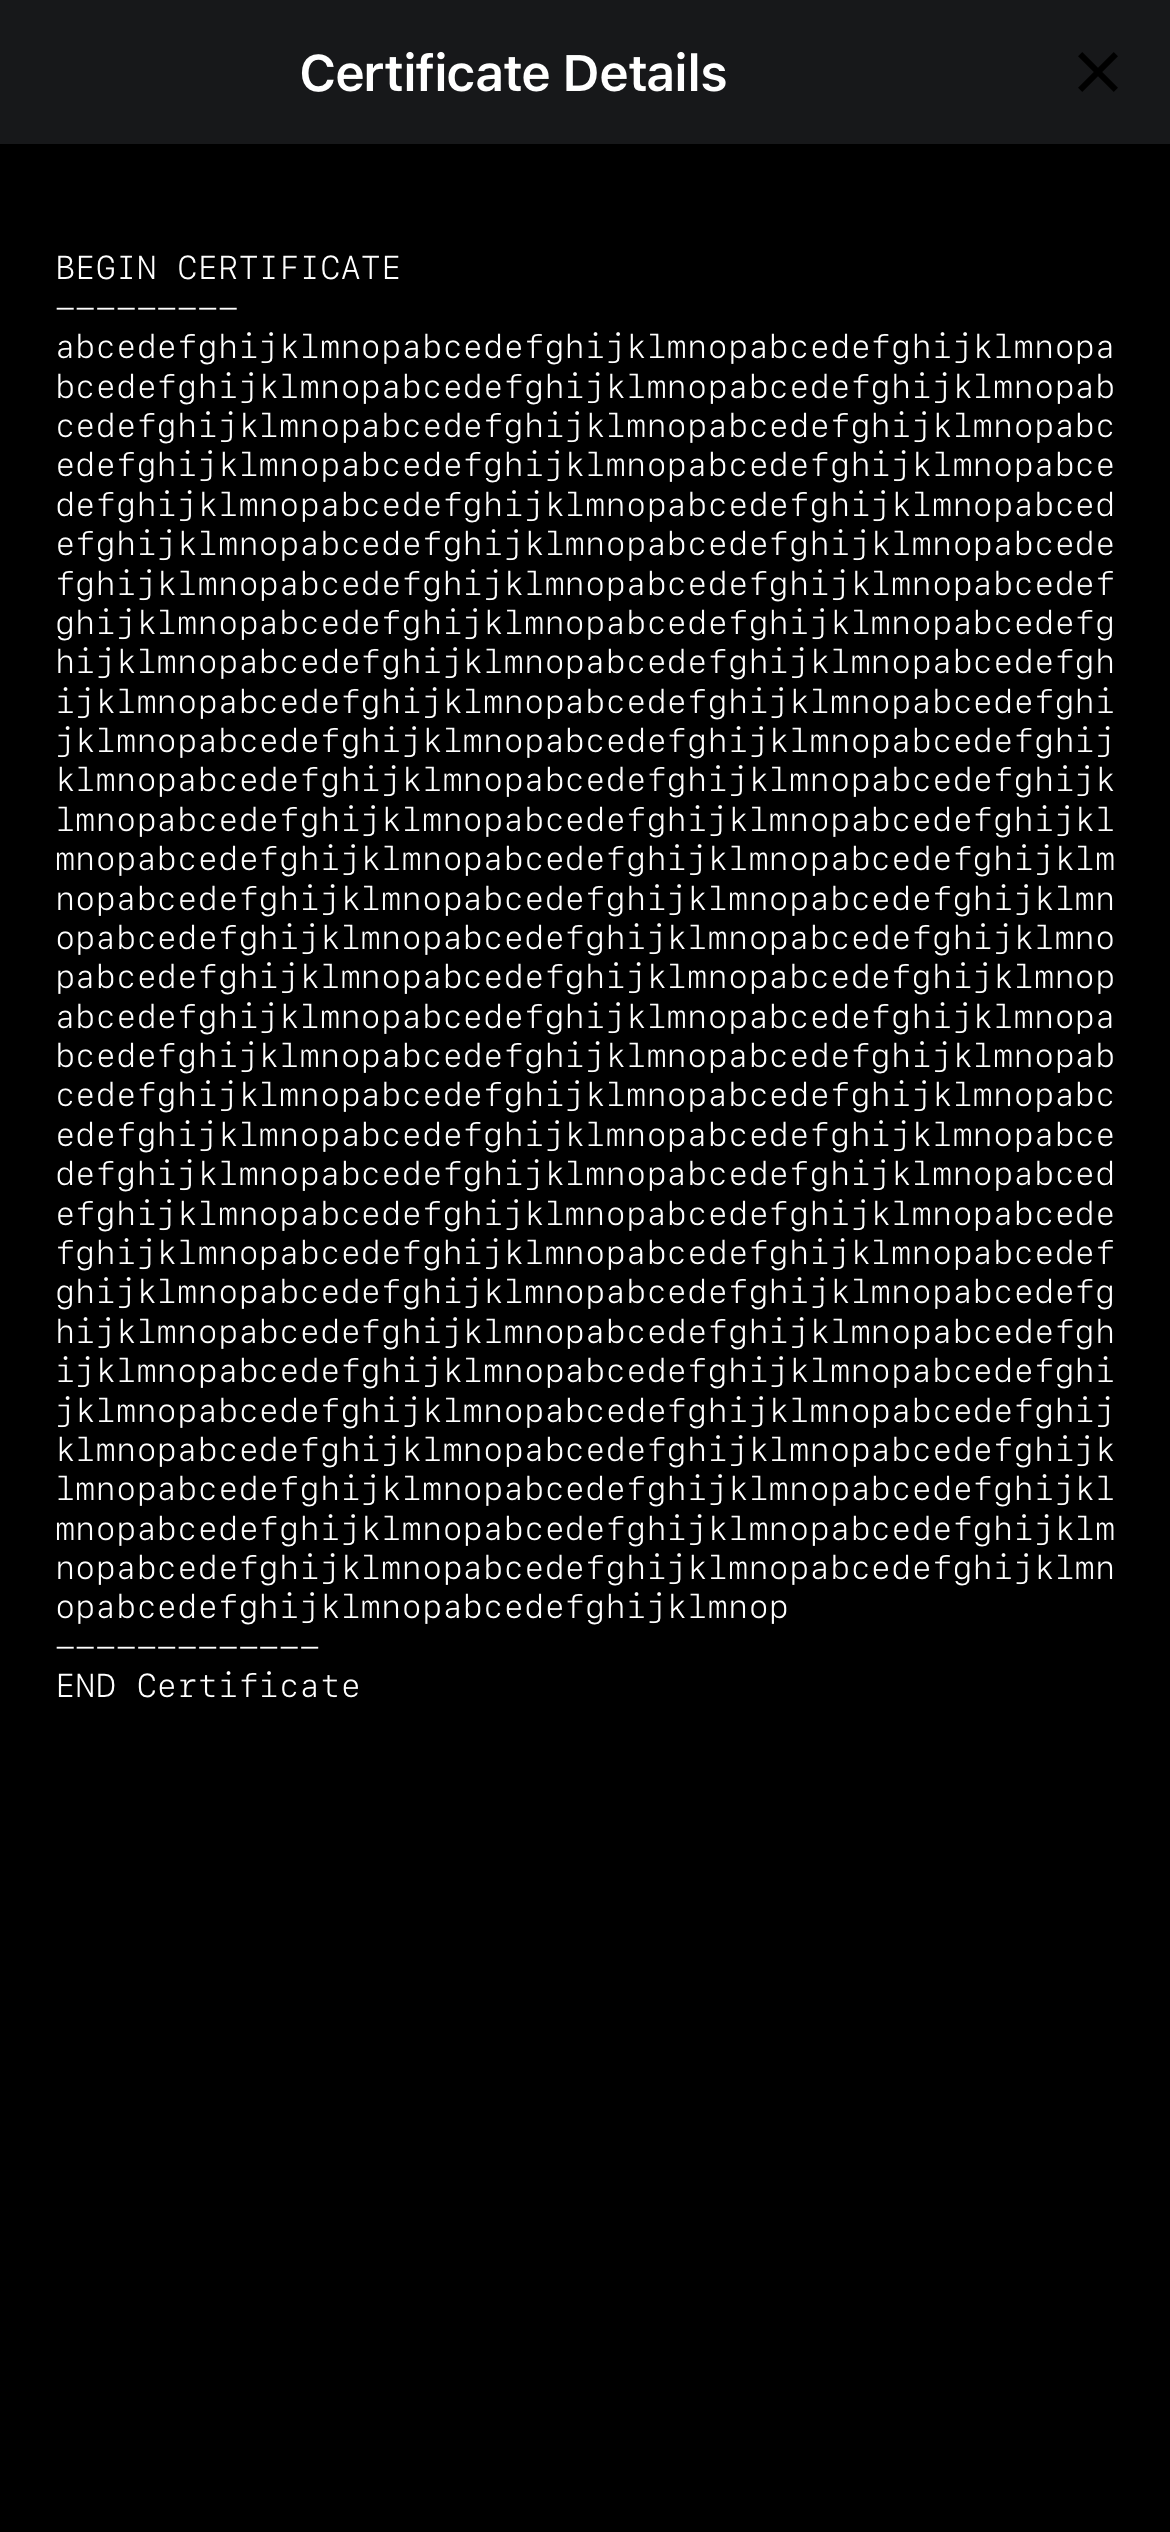 Certificate Details
BEGIN CERTIFICATE
—————————
abcedefghijklmnopabcedefghijklmnopabcedefghijklmnopa
bcedefghijklmnopabcedefghijklmnopabcedefghijklmnopab
cedefghijklmnopabcedefghijklmnopabcedefghijklmnopabc
edefghijklmnopabcedefghijklmnopabcedefghijklmnopabce
defghijklmnopabcedefghijklmnopabcedefghijklmnopabced
efghijklmnopabcedefghijklmnopabcedefghijklmnopabcede
fghijklmnopabcedefghijklmnopabcedefghijklmnopabcedef
ghijklmnopabcedefghijklmnopabcedefghijklmnopabcedefg
hijklmnopabcedefghijklmnopabcedefghijklmnopabcedefgh
ijklmnopabcedefghijklmnopabcedefghijklmnopabcedefghi
jklmnopabcedefghijklmnopabcedefghijklmnopabcedefghij
klmnopabcedefghijklmnopabcedefghijklmnopabcedefghijk
lmnopabcedefghijklmnopabcedefghijklmnopabcedefghijkl
mnopabcedefghijklmnopabcedefghijklmnopabcedefghijklm
nopabcedefghijklmnopabcedefghijklmnopabcedefghijklmn
opabcedefghijklmnopabcedefghijklmnopabcedefghijklmno
pabcedefghijklmnopabcedefghijklmnopabcedefghijklmnop
abcedefghijklmnopabcedefghijklmnopabcedefghijklmnopa
bcedefghijklmnopabcedefghijklmnopabcedefghijklmnopab
cedefghijklmnopabcedefghijklmnopabcedefghijklmnopabc
edefghijklmnopabcedefghijklmnopabcedefghijklmnopabce
defghijklmnopabcedefghijklmnopabcedefghijklmnopabced
efghijklmnopabcedefghijklmnopabcedefghijklmnopabcede
fghijklmnopabcedefghijklmnopabcedefghijklmnopabcedef
ghijklmnopabcedefghijklmnopabcedefghijklmnopabcedefg
hijklmnopabcedefghijklmnopabcedefghijklmnopabcedefgh
ijklmnopabcedefghijklmnopabcedefghijklmnopabcedefghi
jklmnopabcedefghijklmnopabcedefghijklmnopabcedefghij
klmnopabcedefghijklmnopabcedefghijklmnopabcedefghijk
lmnopabcedefghijklmnopabcedefghijklmnopabcedefghijkl
mnopabcedefghijklmnopabcedefghijklmnopabcedefghijklm
nopabcedefghijklmnopabcedefghijklmnopabcedefghijklmn
opabcedefghijklmnopabcedefghijklmnop
—————————————
END Certificate